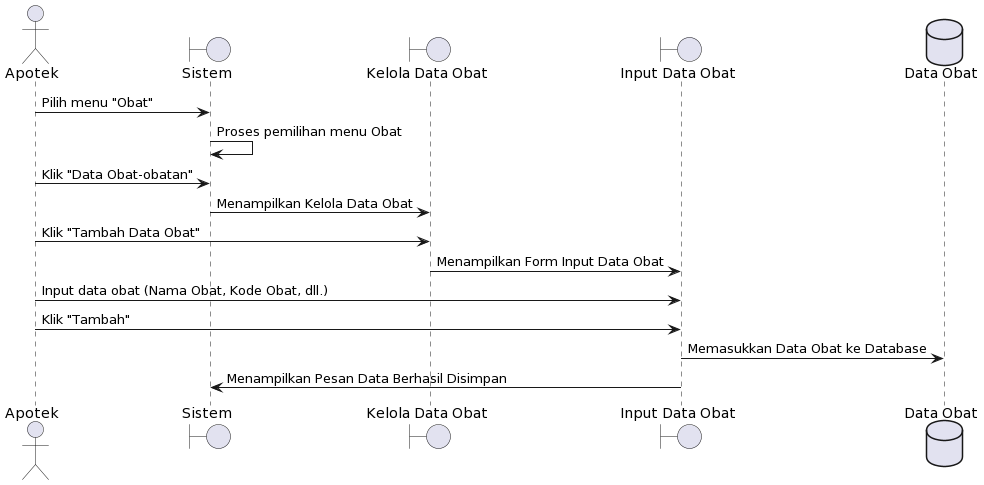 Apotek
Sistem
Kelola Data Obat
Input Data Obat
Data Obat
Pilih menu "Obat"
Proses pemilihan menu Obat
Klik "Data Obat-obatan"
Menampilkan Kelola Data Obat
Klik "Tambah Data Obat"
Menampilkan Form Input Data Obat
Input data obat (Nama Obat, Kode Obat, dll.)
Klik "Tambah"
Memasukkan Data Obat ke Database
Menampilkan Pesan Data Berhasil Disimpan
Apotek
Sistem
Kelola Data Obat
Input Data Obat
Data Obat